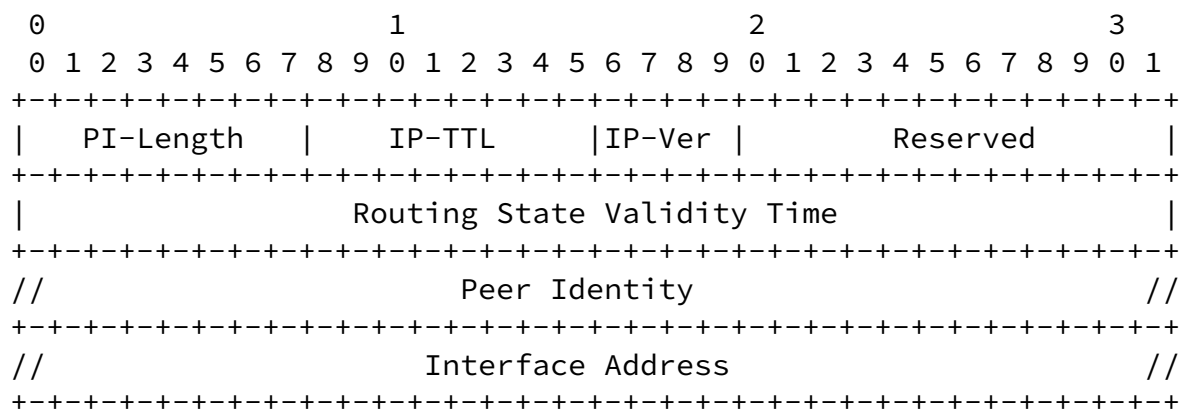 0                   1                   2                   3
 0 1 2 3 4 5 6 7 8 9 0 1 2 3 4 5 6 7 8 9 0 1 2 3 4 5 6 7 8 9 0 1
+-+-+-+-+-+-+-+-+-+-+-+-+-+-+-+-+-+-+-+-+-+-+-+-+-+-+-+-+-+-+-+-+
|   PI-Length   |    IP-TTL     |IP-Ver |        Reserved       |
+-+-+-+-+-+-+-+-+-+-+-+-+-+-+-+-+-+-+-+-+-+-+-+-+-+-+-+-+-+-+-+-+
|                  Routing State Validity Time                  |
+-+-+-+-+-+-+-+-+-+-+-+-+-+-+-+-+-+-+-+-+-+-+-+-+-+-+-+-+-+-+-+-+
//                       Peer Identity                         //
+-+-+-+-+-+-+-+-+-+-+-+-+-+-+-+-+-+-+-+-+-+-+-+-+-+-+-+-+-+-+-+-+
//                     Interface Address                       //
+-+-+-+-+-+-+-+-+-+-+-+-+-+-+-+-+-+-+-+-+-+-+-+-+-+-+-+-+-+-+-+-+